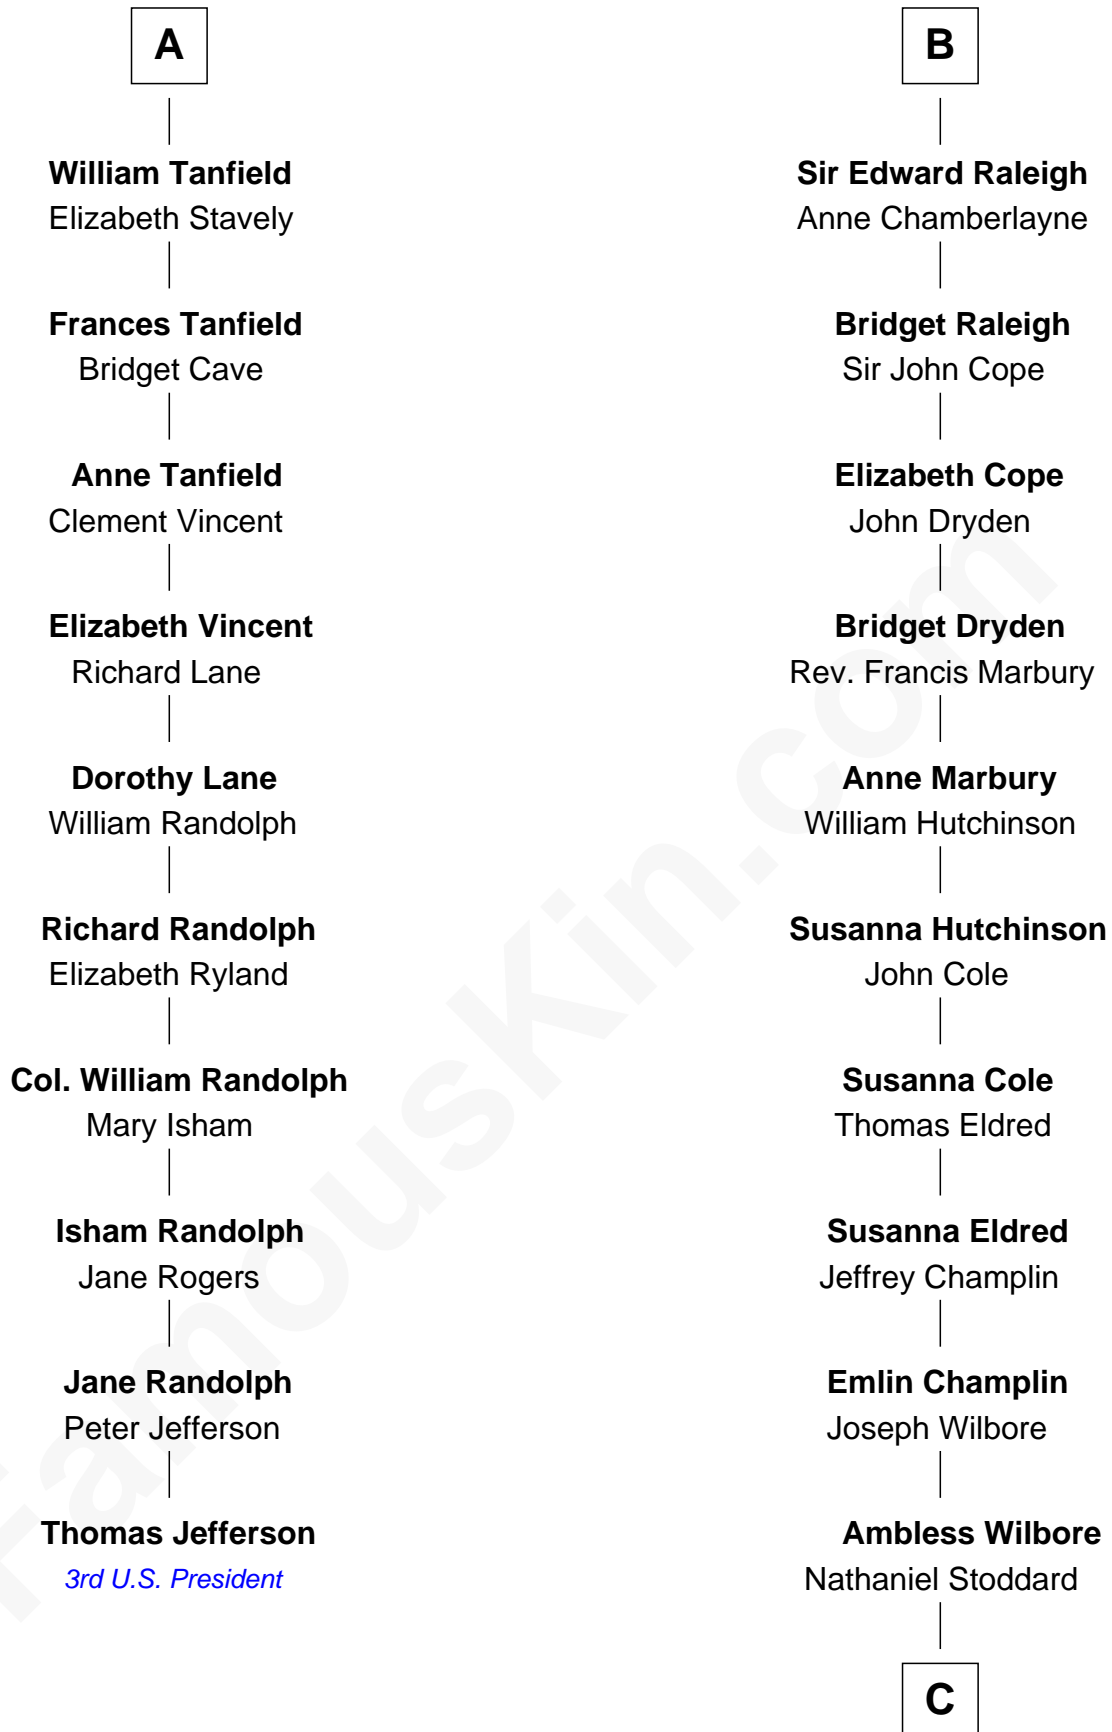 A
William Tanfield
Elizabeth Stavely
Frances Tanfield
Bridget Cave
Anne Tanfield
Clement Vincent
Elizabeth Vincent
Richard Lane
Dorothy Lane
William Randolph
Richard Randolph
Elizabeth Ryland
Col. William Randolph
Mary Isham
Isham Randolph
Jane Rogers
Jane Randolph
Peter Jefferson
Thomas Jefferson
3rd U.S. President
B
Sir Edward Raleigh
Anne Chamberlayne
Bridget Raleigh
Sir John Cope
Elizabeth Cope
John Dryden
Bridget Dryden
Rev. Francis Marbury
Anne Marbury
William Hutchinson
Susanna Hutchinson
John Cole
Susanna Cole
Thomas Eldred
Susanna Eldred
Jeffrey Champlin
Emlin Champlin
Joseph Wilbore
Ambless Wilbore
Nathaniel Stoddard
C
FamousKin.com